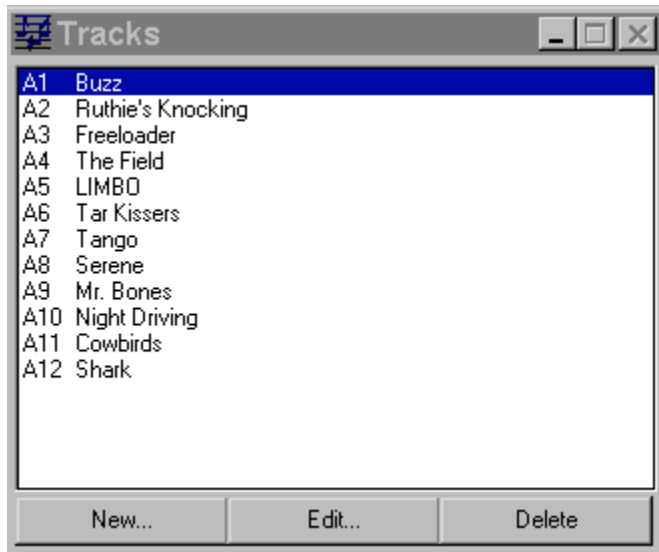 Tracks
A1 Buzz
A2 Ruthie's Knocking
A3 Freeloader
A4 The Field
A5 LIMBO
A6 Tar Kissers
A7 Tango
A8 Serene
A9 Mr. Bones
A10 Night Driving
A11 Cowbirds
A12 Shark
New... Edit... Delete